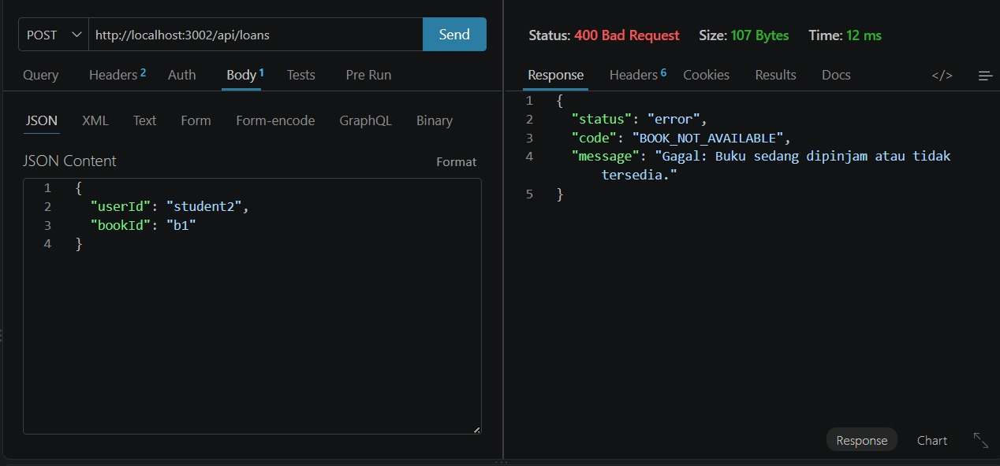 POST http://localhost:3002/api/loans Send
Query Headers 2 Auth Body 1 Tests Pre Run
JSON XML Text Form Form-encode GraphQL Binary
JSON Content Format
1 {
2 "userId": "student2",
3 "bookId": "b1"
4 }
Status: 400 Bad Request Size: 107 Bytes Time: 12 ms
Response Headers 6 Cookies Results Docs </>
1 {
2 "status": "error",
3 "code": "BOOK_NOT_AVAILABLE",
4 "message": "Gagal: Buku sedang dipinjam atau tidak
tersedia."
5 }
Response Chart